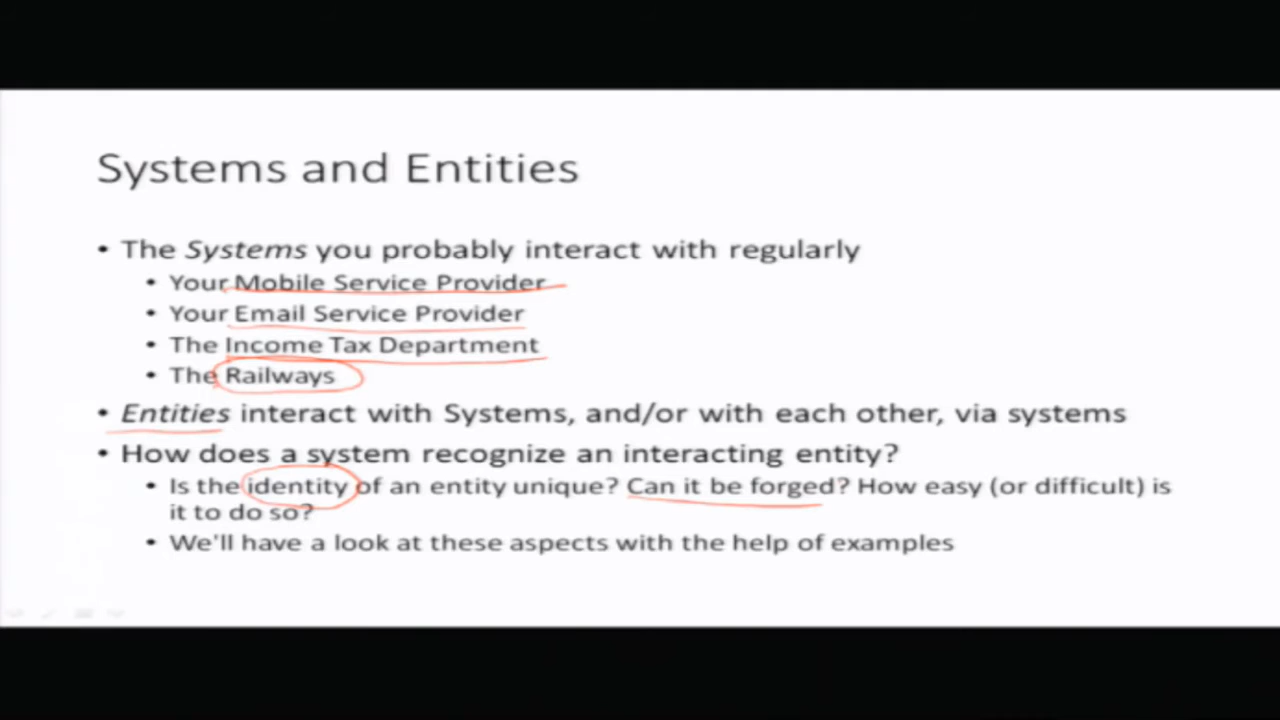 Systems and Entities
• The Systems you probably interact with regularly
• Your Mobile Service Provider
• Your Email Service Provider
• The Income Tax Department
• The Railways
• Entities interact with Systems, and/or with each other, via systems
• How does a system recognize an interacting entity?
• Is the identity of an entity unique? Can it be forged? How easy (or difficult) is
it to do so?
• We'll have a look at these aspects with the help of examples